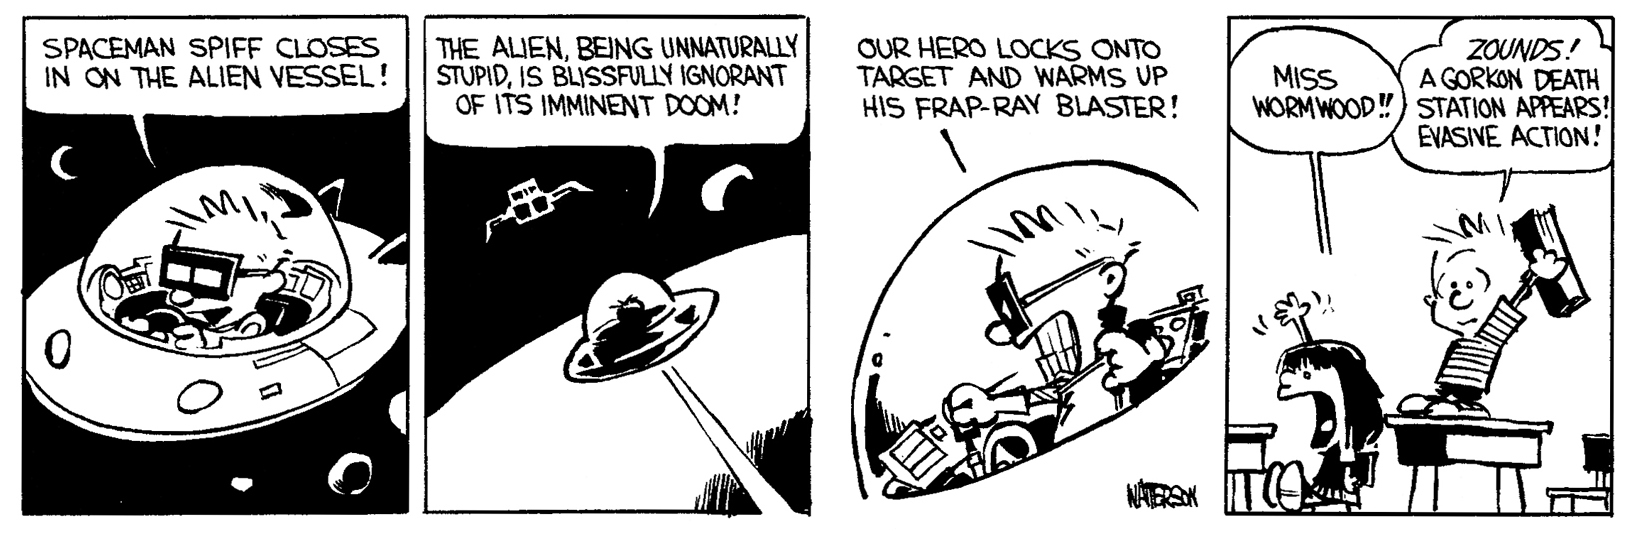 SPACEMAN SPIFF CLOSES
IN ON THE ALIEN VESSEL!
THE ALIEN, BEING UNNATURALLY
STUPID, IS BLISSFULLY IGNORANT
OF ITS IMMINENT DOOM!
OUR HERO LOCKS ONTO
TARGET AND WARMS UP
HIS FRAP-RAY BLASTER!
WATTERSON
MISS
WORMWOOD!!
ZOUNDS!
A GORKON DEATH
STATION APPEARS!
EVASIVE ACTION!